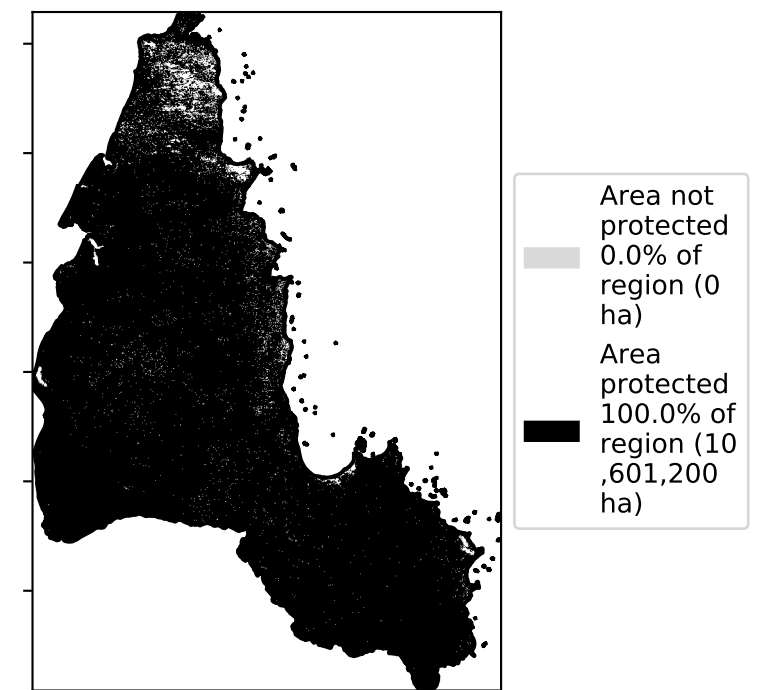 Area not
protected
0.0% of
region (0
ha)
Area
protected
100.0% of
region (10
,601,200
ha)